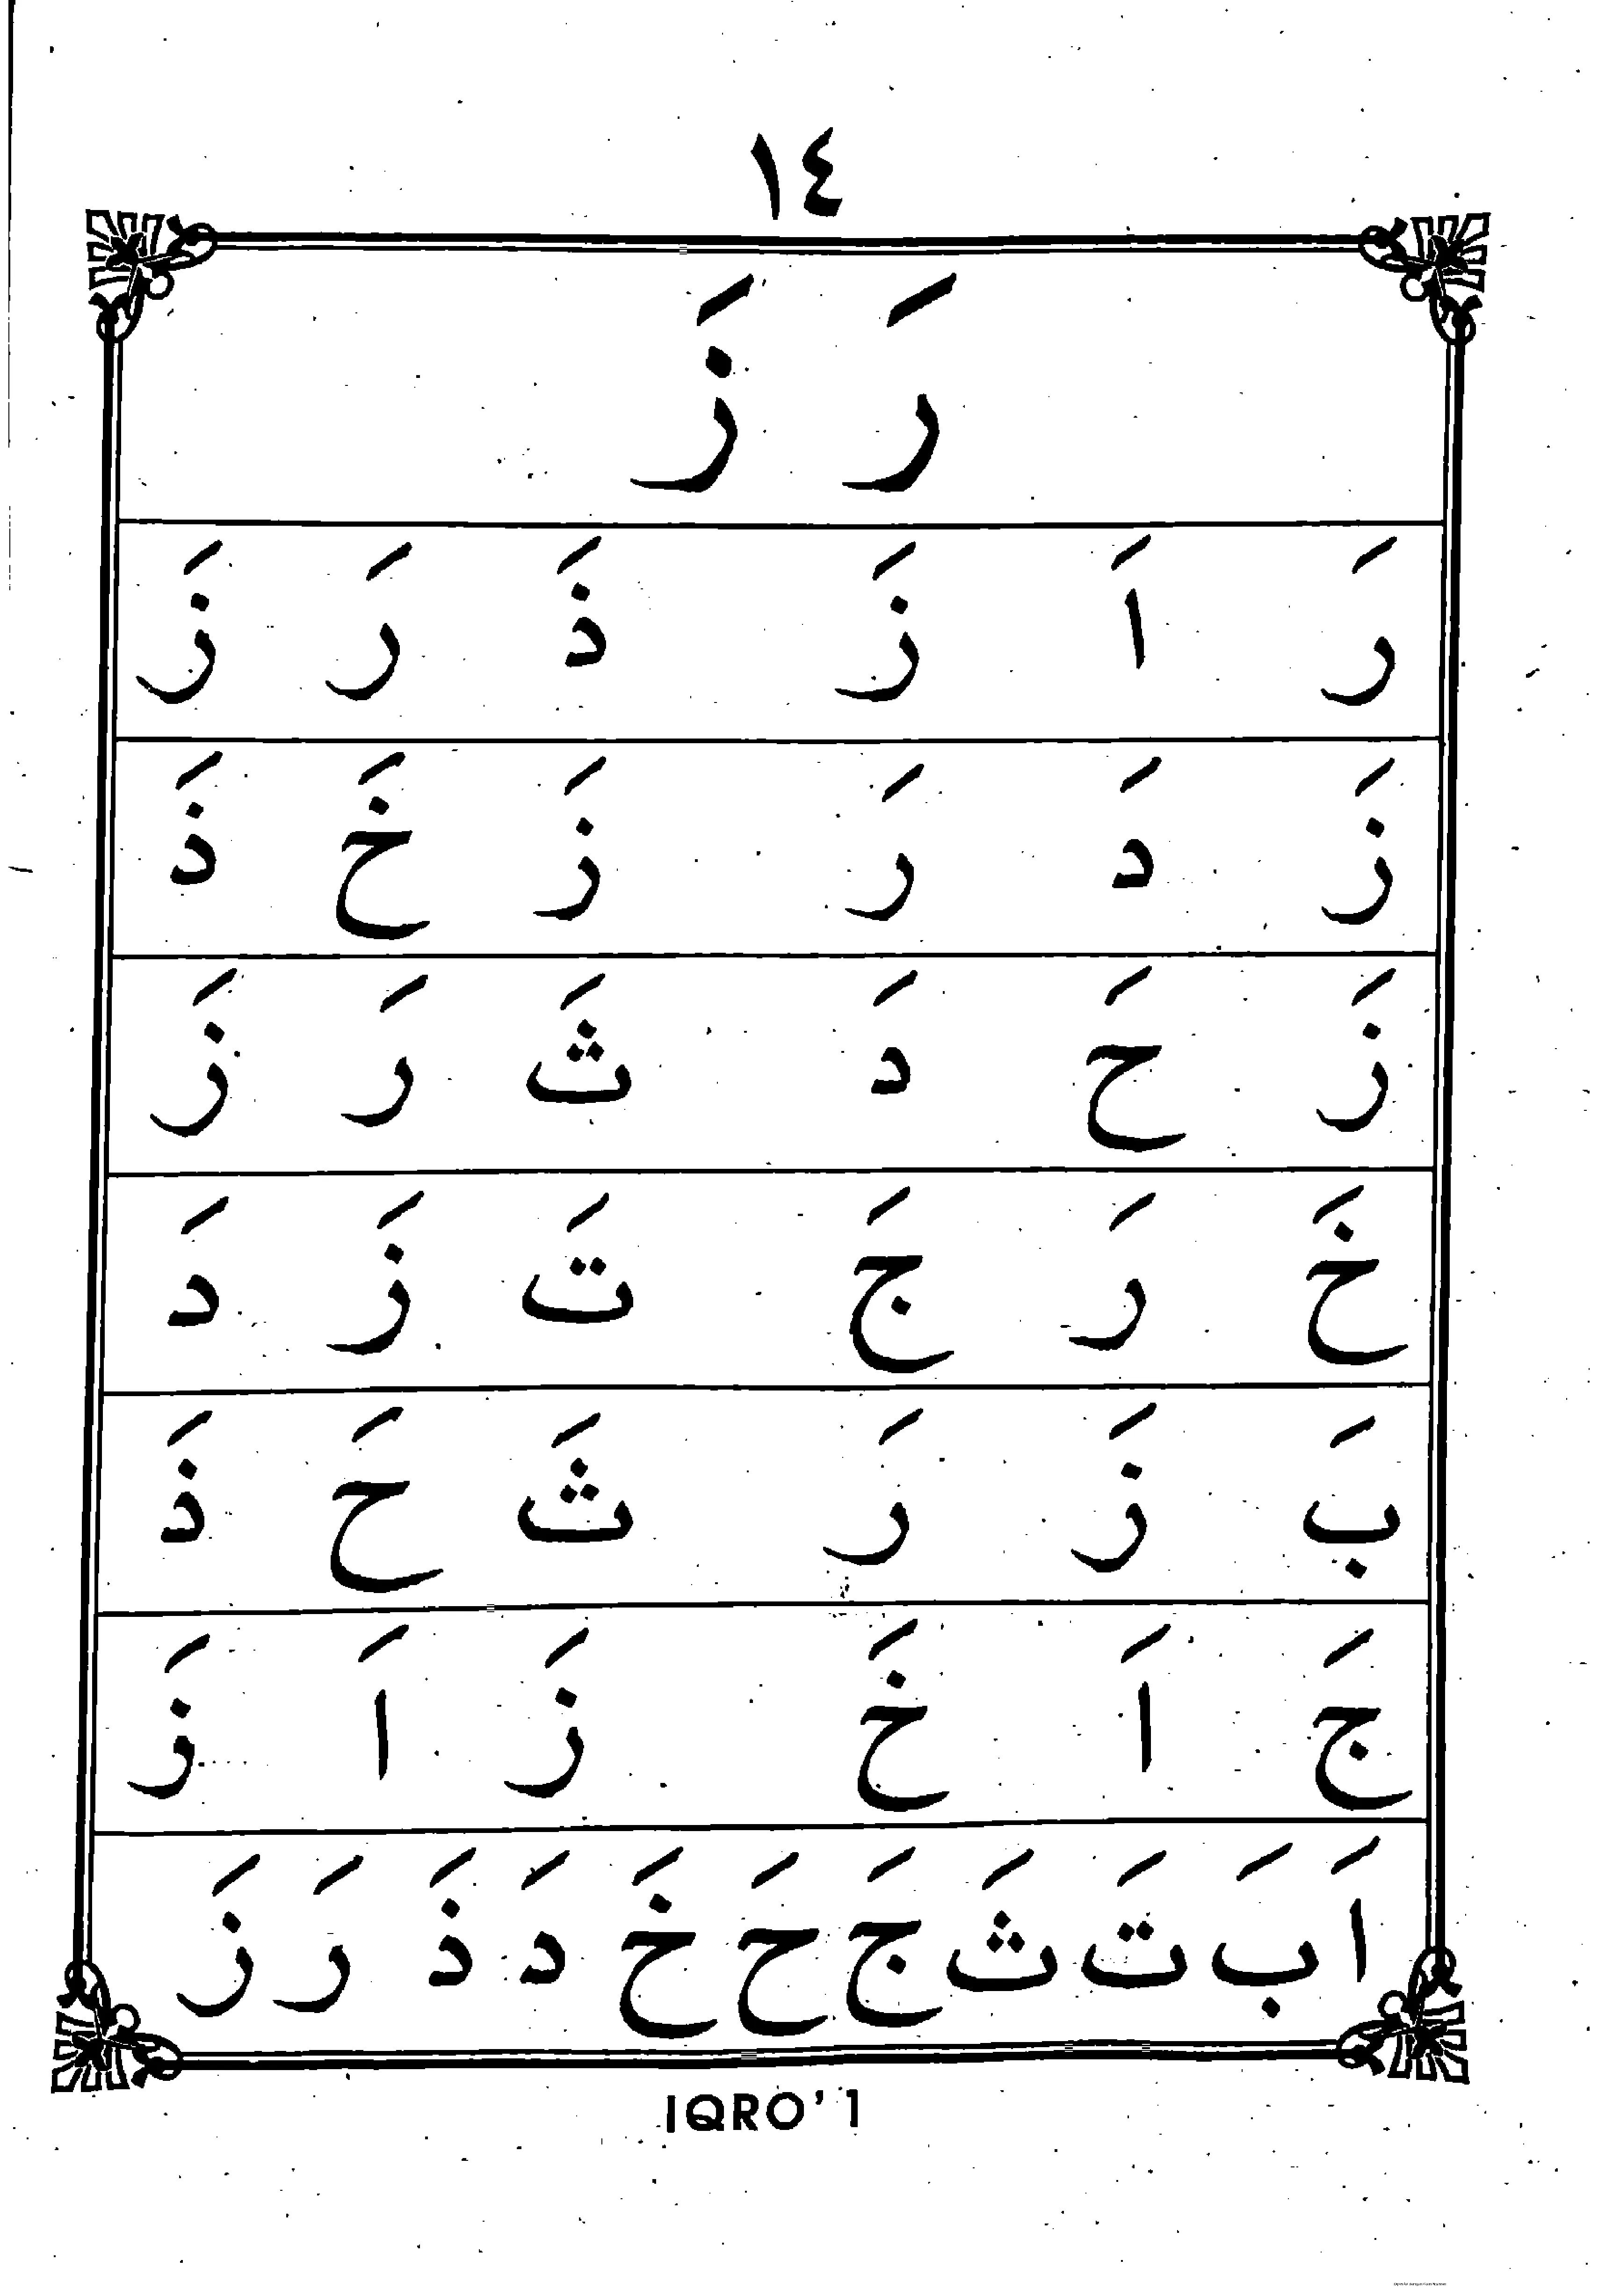 ١٤
رَ زَ
رَ اَ زَ ذَ رَ زَ
زَ دَ رَ زَ خَ ذَ
زَ حَ دَ ثَ رَ زَ
خَ رَ جَ تَ زَ دَ
بَ زَ رَ ثَ حَ ذَ
جَ اَ خَ زَ اَ زَ
اَ بَ تَ ثَ جَ حَ خَ دَ ذَ رَ زَ
IQRO' 1